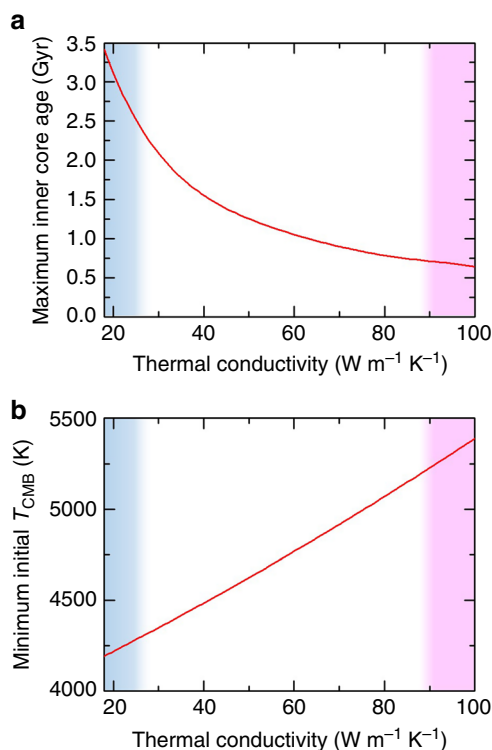 a
Maximum inner core age (Gyr)
3.5
3.0
2.5
2.0
1.5
1.0
0.5
0.0
20 40 60 80 100
Thermal conductivity (W m⁻¹ K⁻¹)
b
Minimum initial T_CMB (K)
5500
5000
4500
4000
20 40 60 80 100
Thermal conductivity (W m⁻¹ K⁻¹)